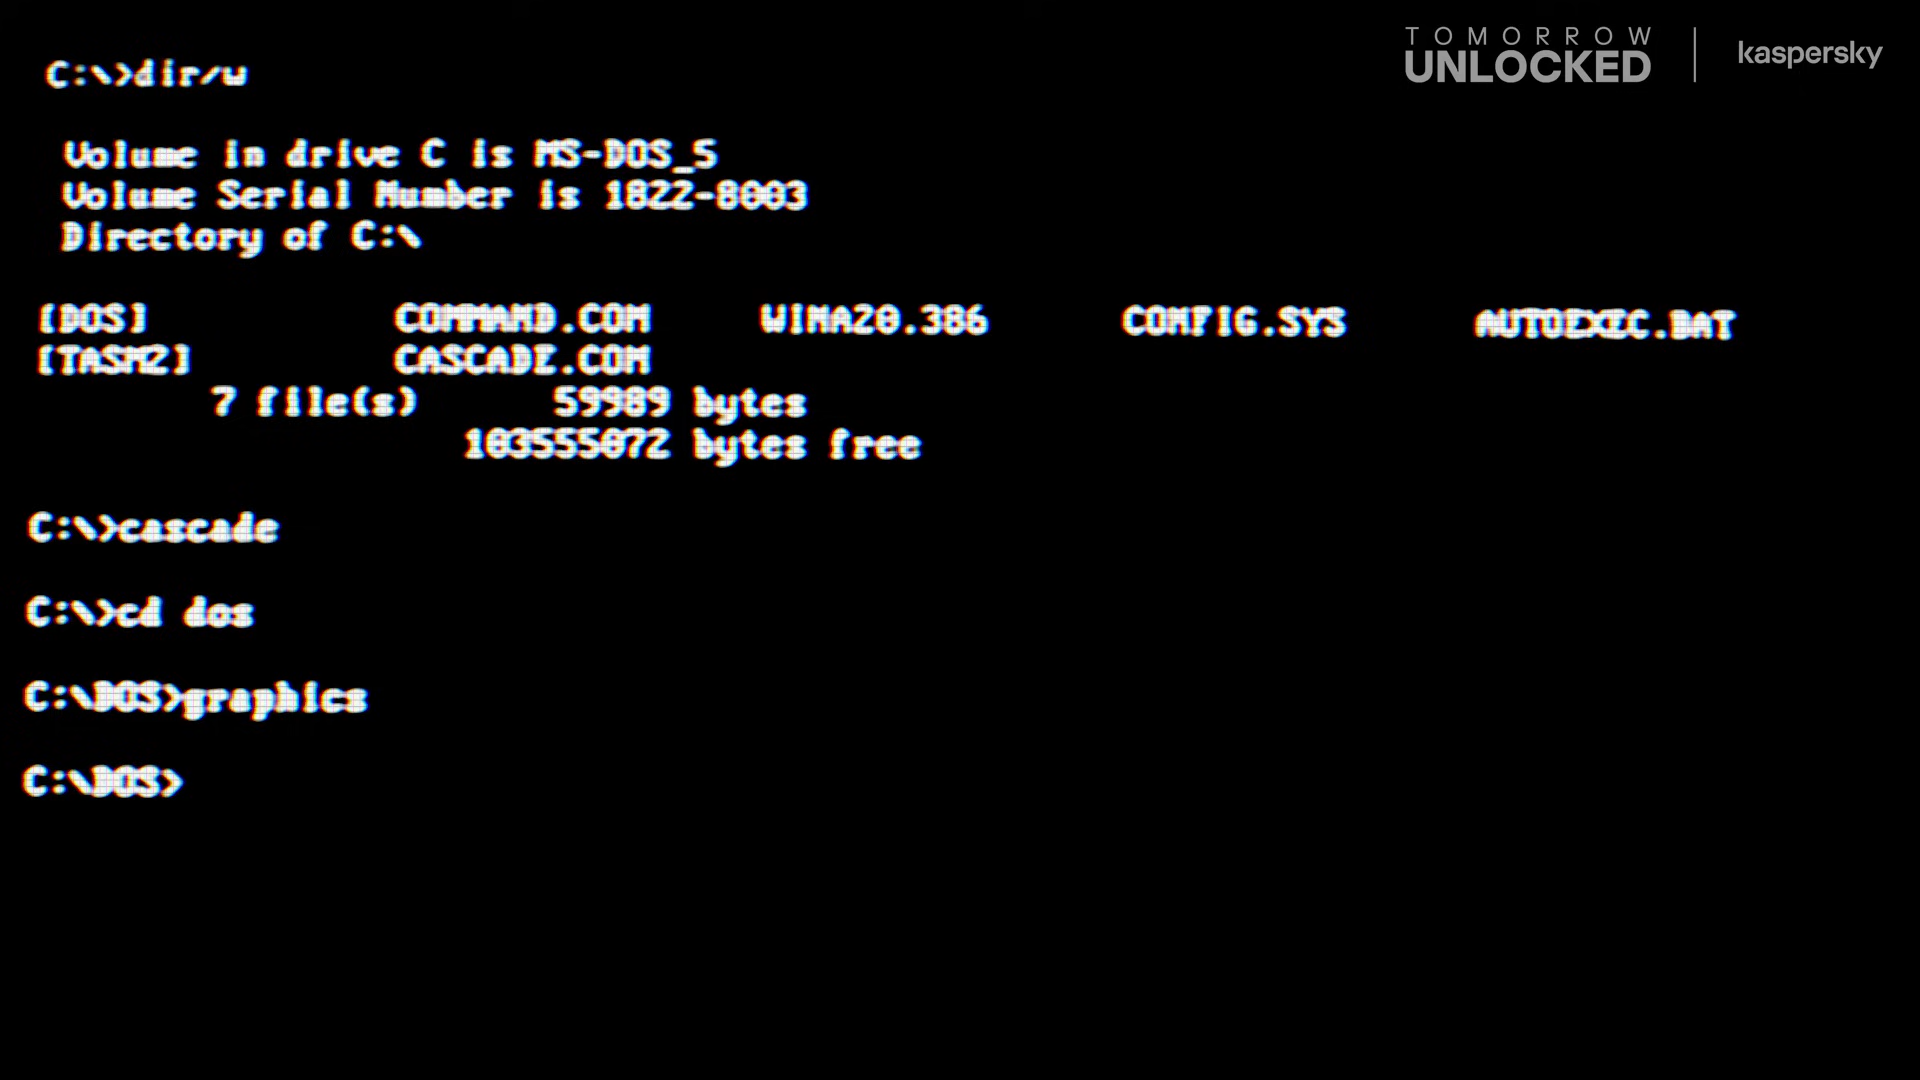 TOMORROW
UNLOCKED | kaspersky
C:\>dir/w
Volume in drive C is MS-DOS_5
Volume Serial Number is 1822-8003
Directory of C:\
[DOS] COMMAND.COM WINA20.386 CONFIG.SYS AUTOEXEC.BAT
[TASM2] CASCADE.COM
7 file(s) 59989 bytes
103555072 bytes free
C:\>cascade
C:\>cd dos
C:\DOS>graphics
C:\DOS>